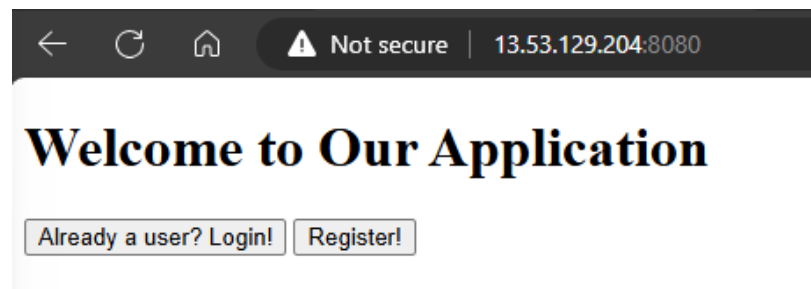 Not secure 13.53.129.204:8080
Welcome to Our Application
Already a user? Login! Register!